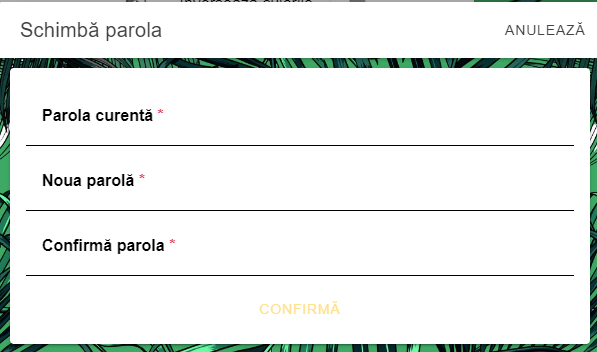 Schimbă parola
ANULEAZĂ
Parola curentă *
Noua parolă *
Confirmă parola *
CONFIRMĂ